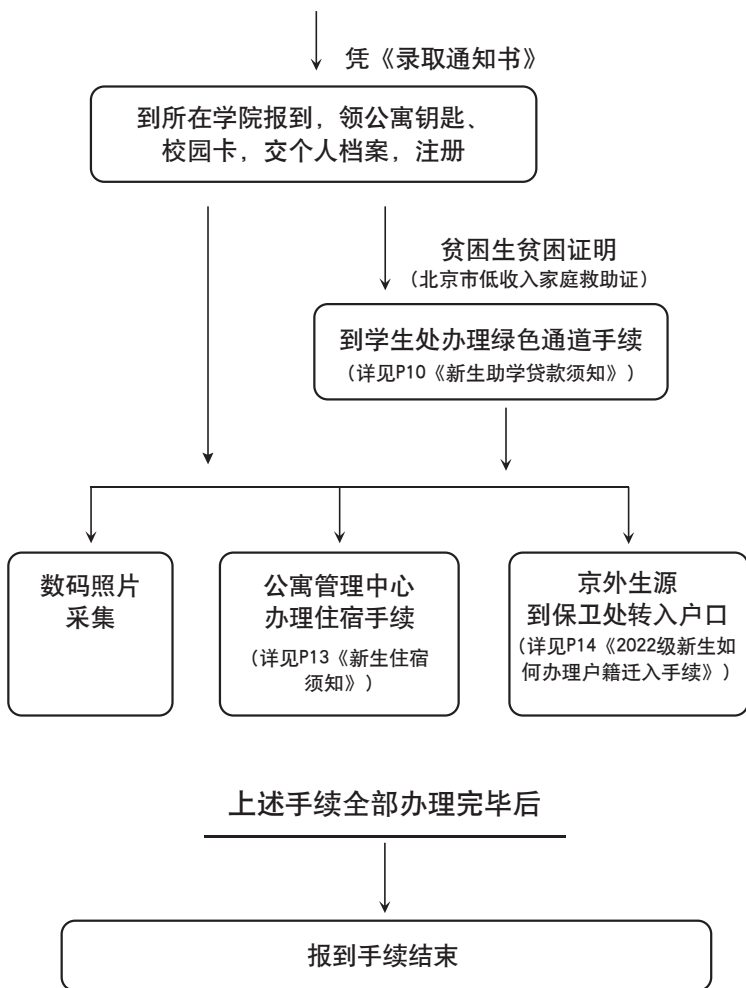 凭《录取通知书》
到所在学院报到，领公寓钥匙、
校园卡，交个人档案，注册
贫困生贫困证明
（北京市低收入家庭救助证）
到学生处办理绿色通道手续
（详见P10《新生助学贷款须知》）
数码照片
采集
公寓管理中心
办理住宿手续
（详见P13《新生住宿
须知》）
京外生源
到保卫处转入户口
（详见P14《2022级新生如
何办理户籍迁入手续》）
上述手续全部办理完毕后
报到手续结束